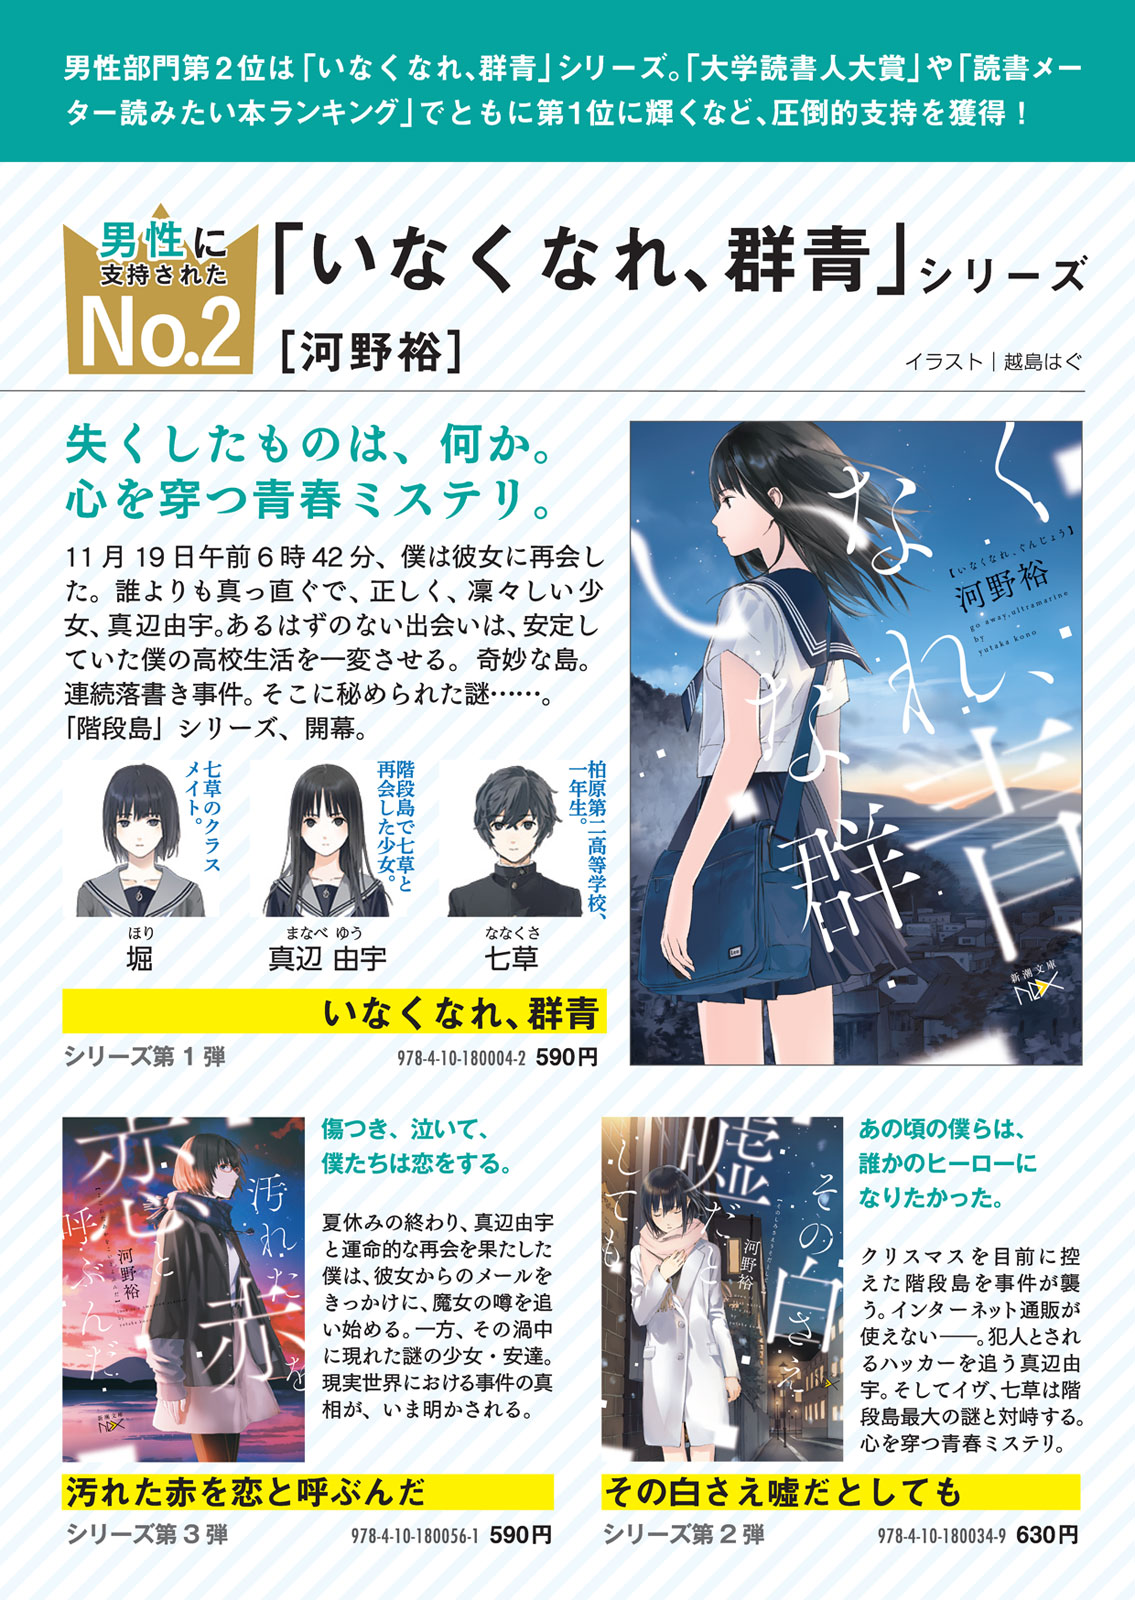 男性部門第2位は「いなくなれ、群青」シリーズ。「大学読書人大賞」や「読書メー
ター読みたい本ランキング」でともに第1位に輝くなど、圧倒的支持を獲得！
男性に
支持された
No.2
「いなくなれ、群青」シリーズ
［河野裕］
イラスト｜越島はぐ
失くしたものは、何か。
心を穿つ青春ミステリ。
11月19日午前6時42分、僕は彼女に再会し
た。誰よりも真っ直ぐで、正しく、凜々しい少
女、真辺由宇。あるはずのない出会いは、安定し
ていた僕の高校生活を一変させる。奇妙な島。
連続落書き事件。そこに秘められた謎……。
「階段島」シリーズ、開幕。
七草のクラス
メイト。
ほり
堀
階段島で七草と
再会した少女。
まなべ ゆう
真辺 由宇
柏原第二高等学校、
一年生。
ななくさ
七草
いなくなれ、群青
【いなくなれ、ぐんじょう】
河野裕
go away, ultramarine
by
yutaka kono
Lee
新潮文庫
nex
いなくなれ、群青
シリーズ第1弾
978-4-10-180004-2 590円
汚れた赤を
恋と
呼ぶんだ
河野裕
新潮文庫
nex
傷つき、泣いて、
僕たちは恋をする。
夏休みの終わり、真辺由宇
と運命的な再会を果たした
僕は、彼女からのメールを
きっかけに、魔女の噂を追
い始める。一方、その渦中
に現れた謎の少女・安達。
現実世界における事件の真
相が、いま明かされる。
汚れた赤を恋と呼ぶんだ
シリーズ第3弾
978-4-10-180056-1 590円
その白さえ
嘘だと
しても
河野裕
あの頃の僕らは、
誰かのヒーローに
なりたかった。
クリスマスを目前に控
えた階段島を事件が襲
う。インターネット通販が
使えない――。犯人とされ
るハッカーを追う真辺由
宇。そしてイヴ、七草は階
段島最大の謎と対峙する。
心を穿つ青春ミステリ。
その白さえ嘘だとしても
シリーズ第2弾
978-4-10-180034-9 630円